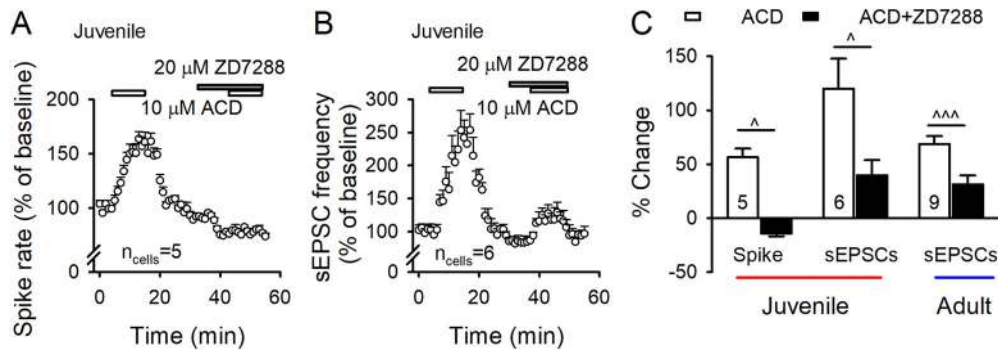 A
Juvenile
20 μM ZD7288
10 μM ACD
Spike rate (% of baseline)
200
150
100
0
n_cells=5
0 20 40 60
Time (min)
B
Juvenile
20 μM ZD7288
10 μM ACD
sEPSC frequency
(% of baseline)
300
250
200
150
100
0
n_cells=6
0 20 40 60
Time (min)
C
ACD ACD+ZD7288
% Change
150
100
50
0
-50
^ ^ ^^^
5 6 9
Spike sEPSCs sEPSCs
Juvenile Adult